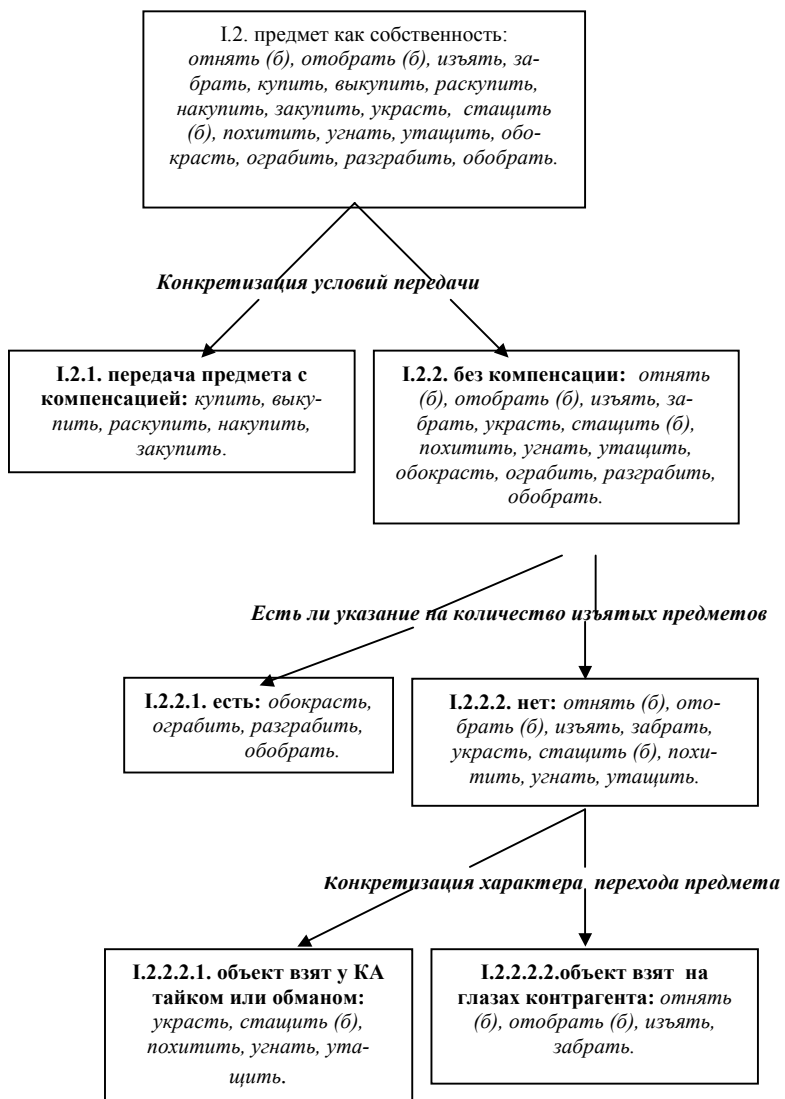 I.2. предмет как собственность:
отнять (б), отобрать (б), изъять, за-
брать, купить, выкупить, раскупить,
накупить, закупить, украсть, стащить
(б), похитить, угнать, утащить, обо-
красть, ограбить, разграбить, обобрать.
Конкретизация условий передачи
I.2.1. передача предмета с
компенсацией: купить, выку-
пить, раскупить, накупить,
закупить.
I.2.2. без компенсации: отнять
(б), отобрать (б), изъять, за-
брать, украсть, стащить (б),
похитить, угнать, утащить,
обокрасть, ограбить, разграбить,
обобрать.
Есть ли указание на количество изъятых предметов
I.2.2.1. есть: обокрасть,
ограбить, разграбить,
обобрать.
I.2.2.2. нет: отнять (б), ото-
брать (б), изъять, забрать,
украсть, стащить (б), похи-
тить, угнать, утащить.
Конкретизация характера перехода предмета
I.2.2.2.1. объект взят у КА
тайком или обманом:
украсть, стащить (б),
похитить, угнать, ута-
щить.
I.2.2.2.2.объект взят на
глазах контрагента: отнять
(б), отобрать (б), изъять,
забрать.